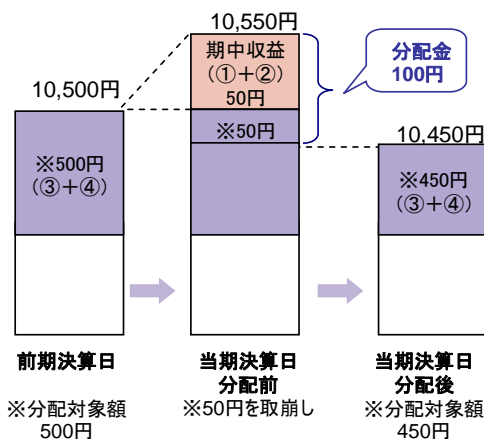 10,550円
期中収益
(①+②)
50円
分配金
100円
10,500円
※50円
10,450円
※500円
(③+④)
※450円
(③+④)
前期決算日
当期決算日
分配前
当期決算日
分配後
※分配対象額
500円
※50円を取崩し
※分配対象額
450円